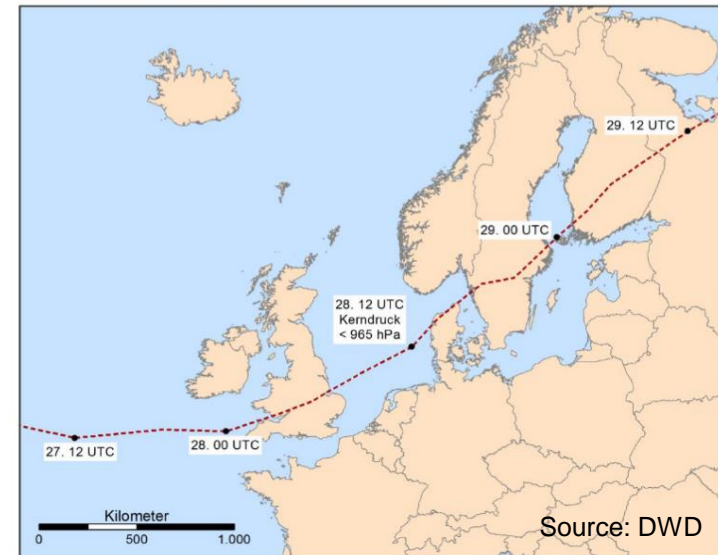 29. 12 UTC
29. 00 UTC
28. 12 UTC
Kerndruck
< 965 hPa
27. 12 UTC
28. 00 UTC
Kilometer
0 500 1.000
Source: DWD